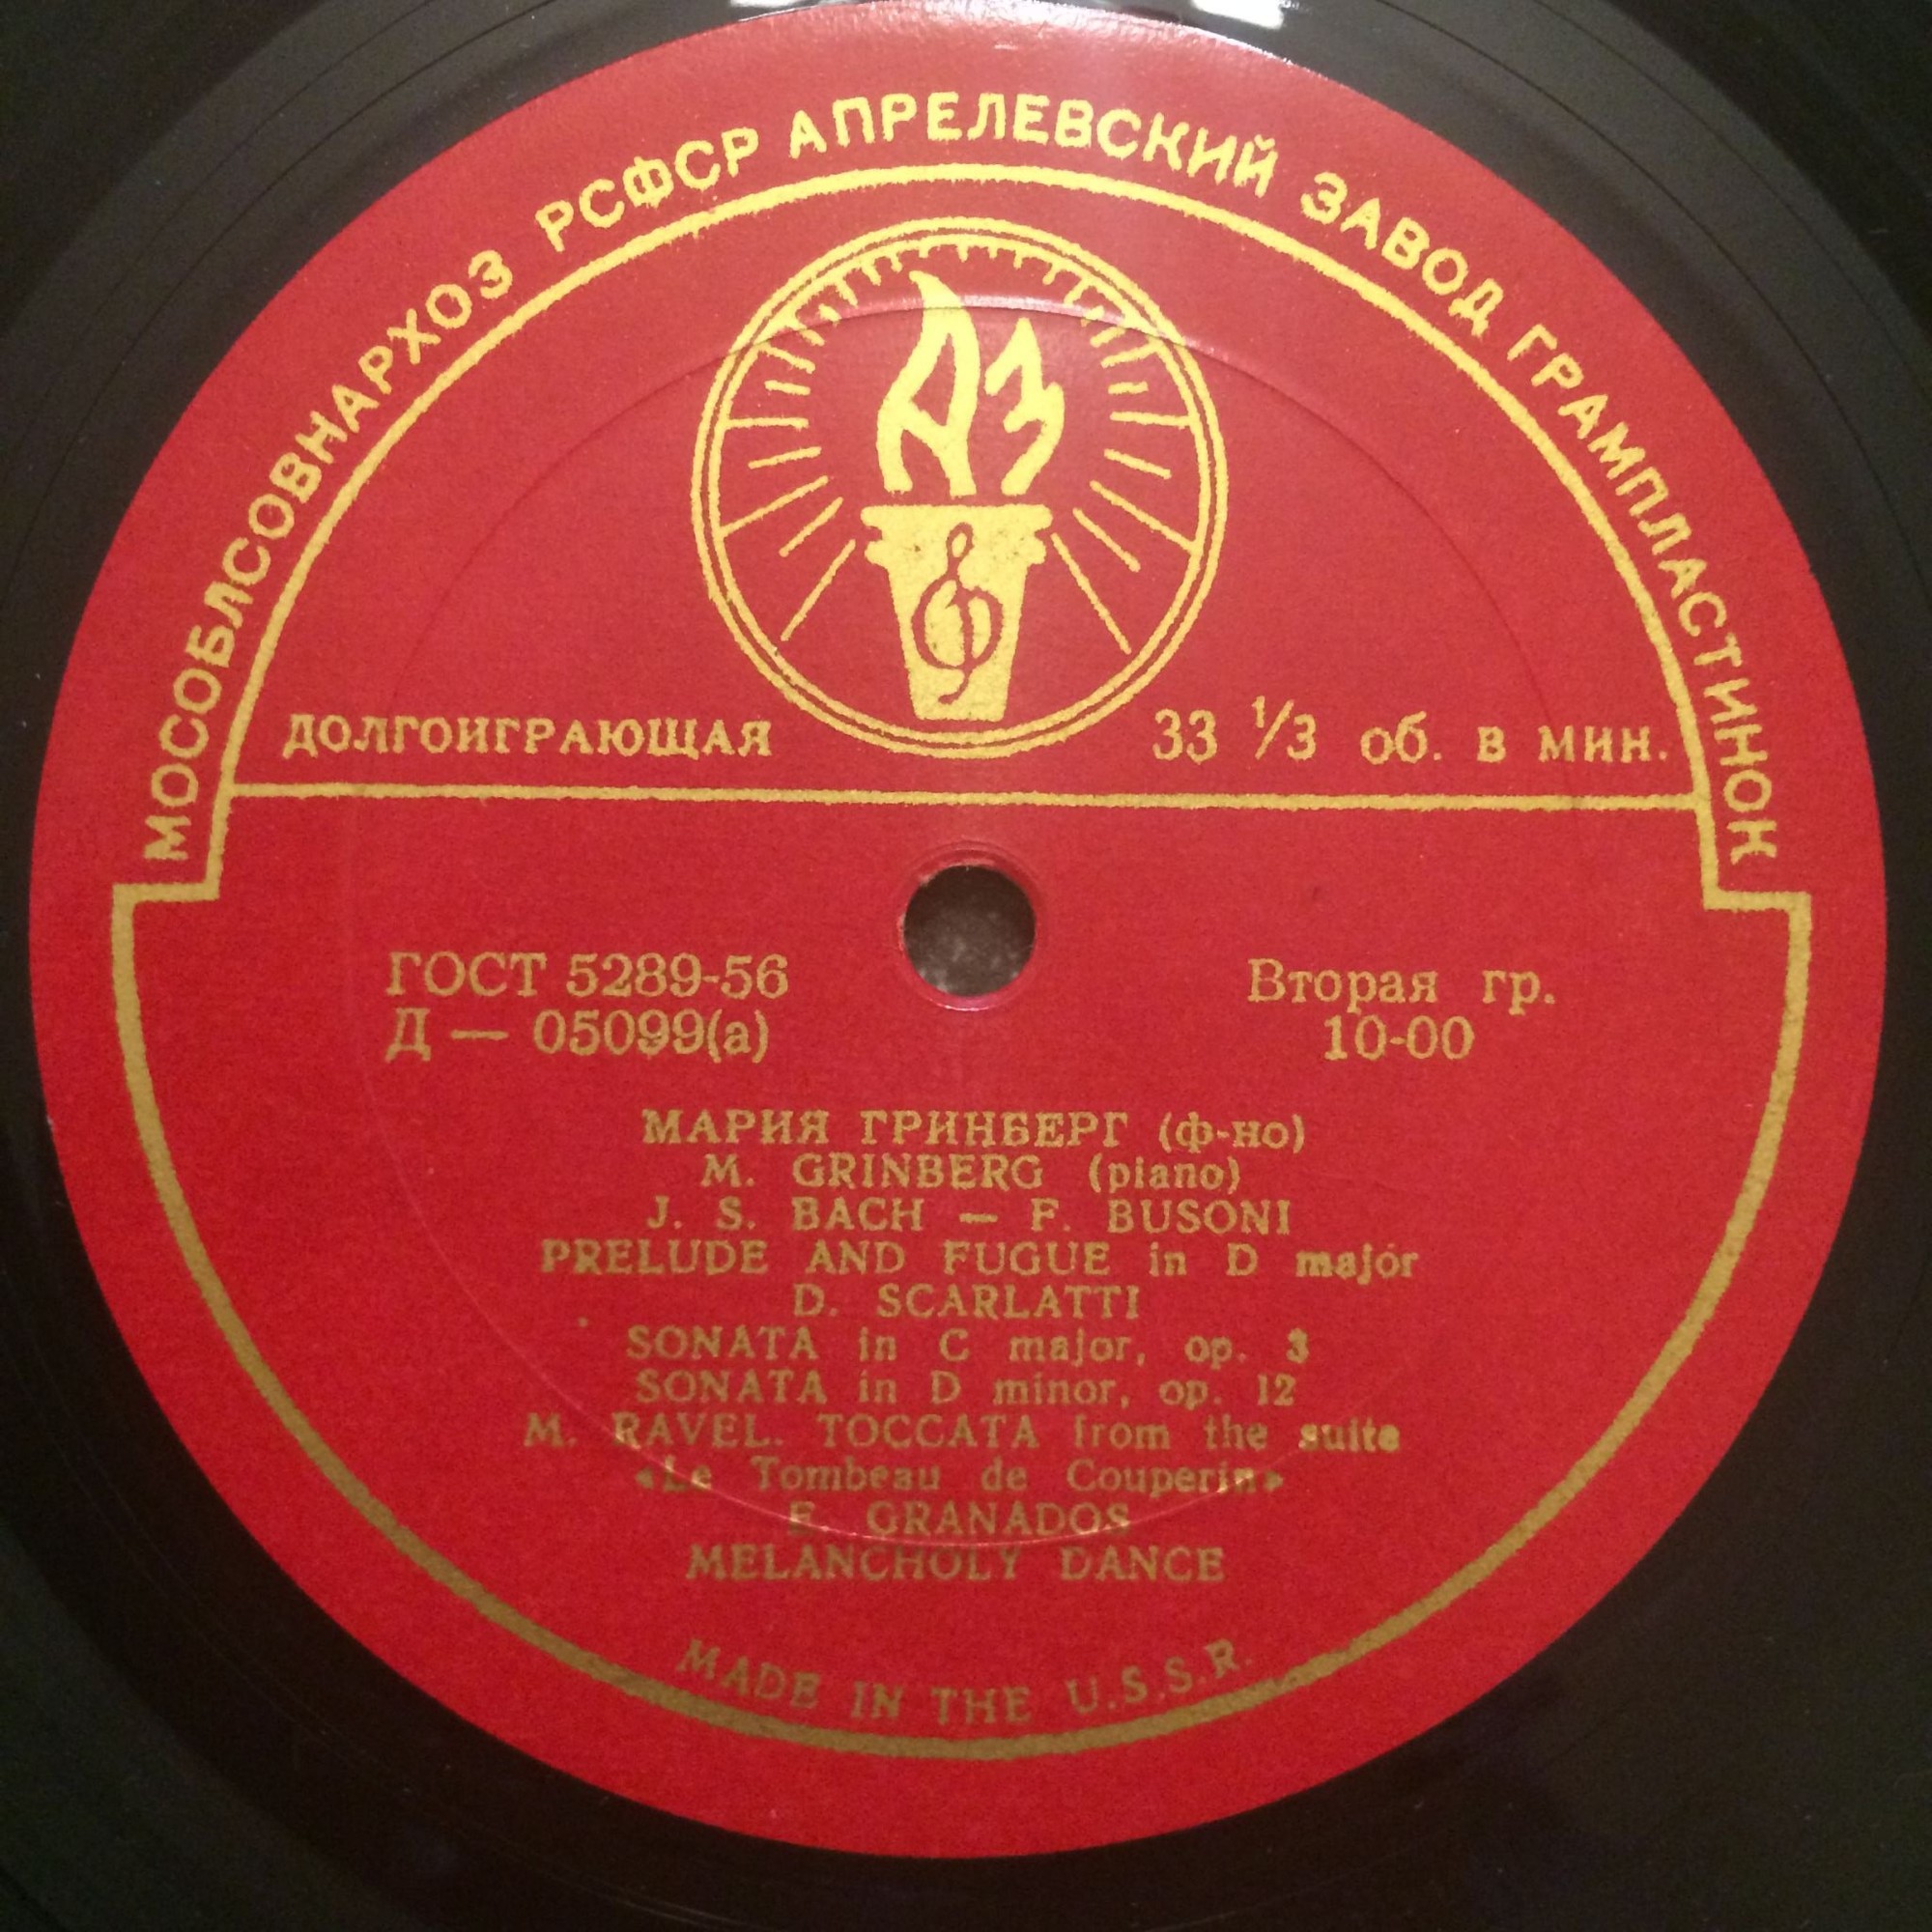 МОСОБЛСОВНАРХОЗ РСФСР АПРЕЛЕВСКИЙ ЗАВОД ГРАМПЛАСТИНОК
АЗ
ДОЛГОИГРАЮЩАЯ
33 1/3 об. в мин.
ГОСТ 5289-56
Д — 05099(а)
Вторая гр.
10-00
МАРИЯ ГРИНБЕРГ (ф-но)
M. GRINBERG (piano)
J. S. BACH — F. BUSONI
PRELUDE AND FUGUE in D major
D. SCARLATTI
SONATA in C major, op. 3
SONATA in D minor, op. 12
M. RAVEL. TOCCATA from the suite
«Le Tombeau de Couperin»
E. GRANADOS
MELANCHOLY DANCE
MADE IN THE U.S.S.R.